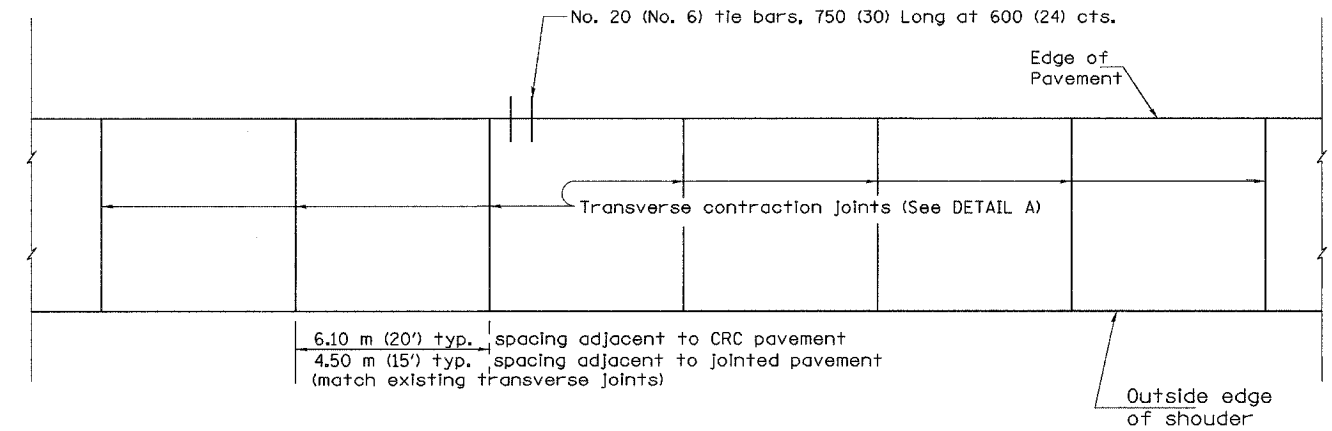 No. 20 (No. 6) tie bars, 750 (30) Long at 600 (24) cts.
Edge of
Pavement
Transverse contraction joints (See DETAIL A)
6.10 m (20') typ. spacing adjacent to CRC pavement
4.50 m (15') typ. spacing adjacent to jointed pavement
(match existing transverse joints)
Outside edge
of shouder